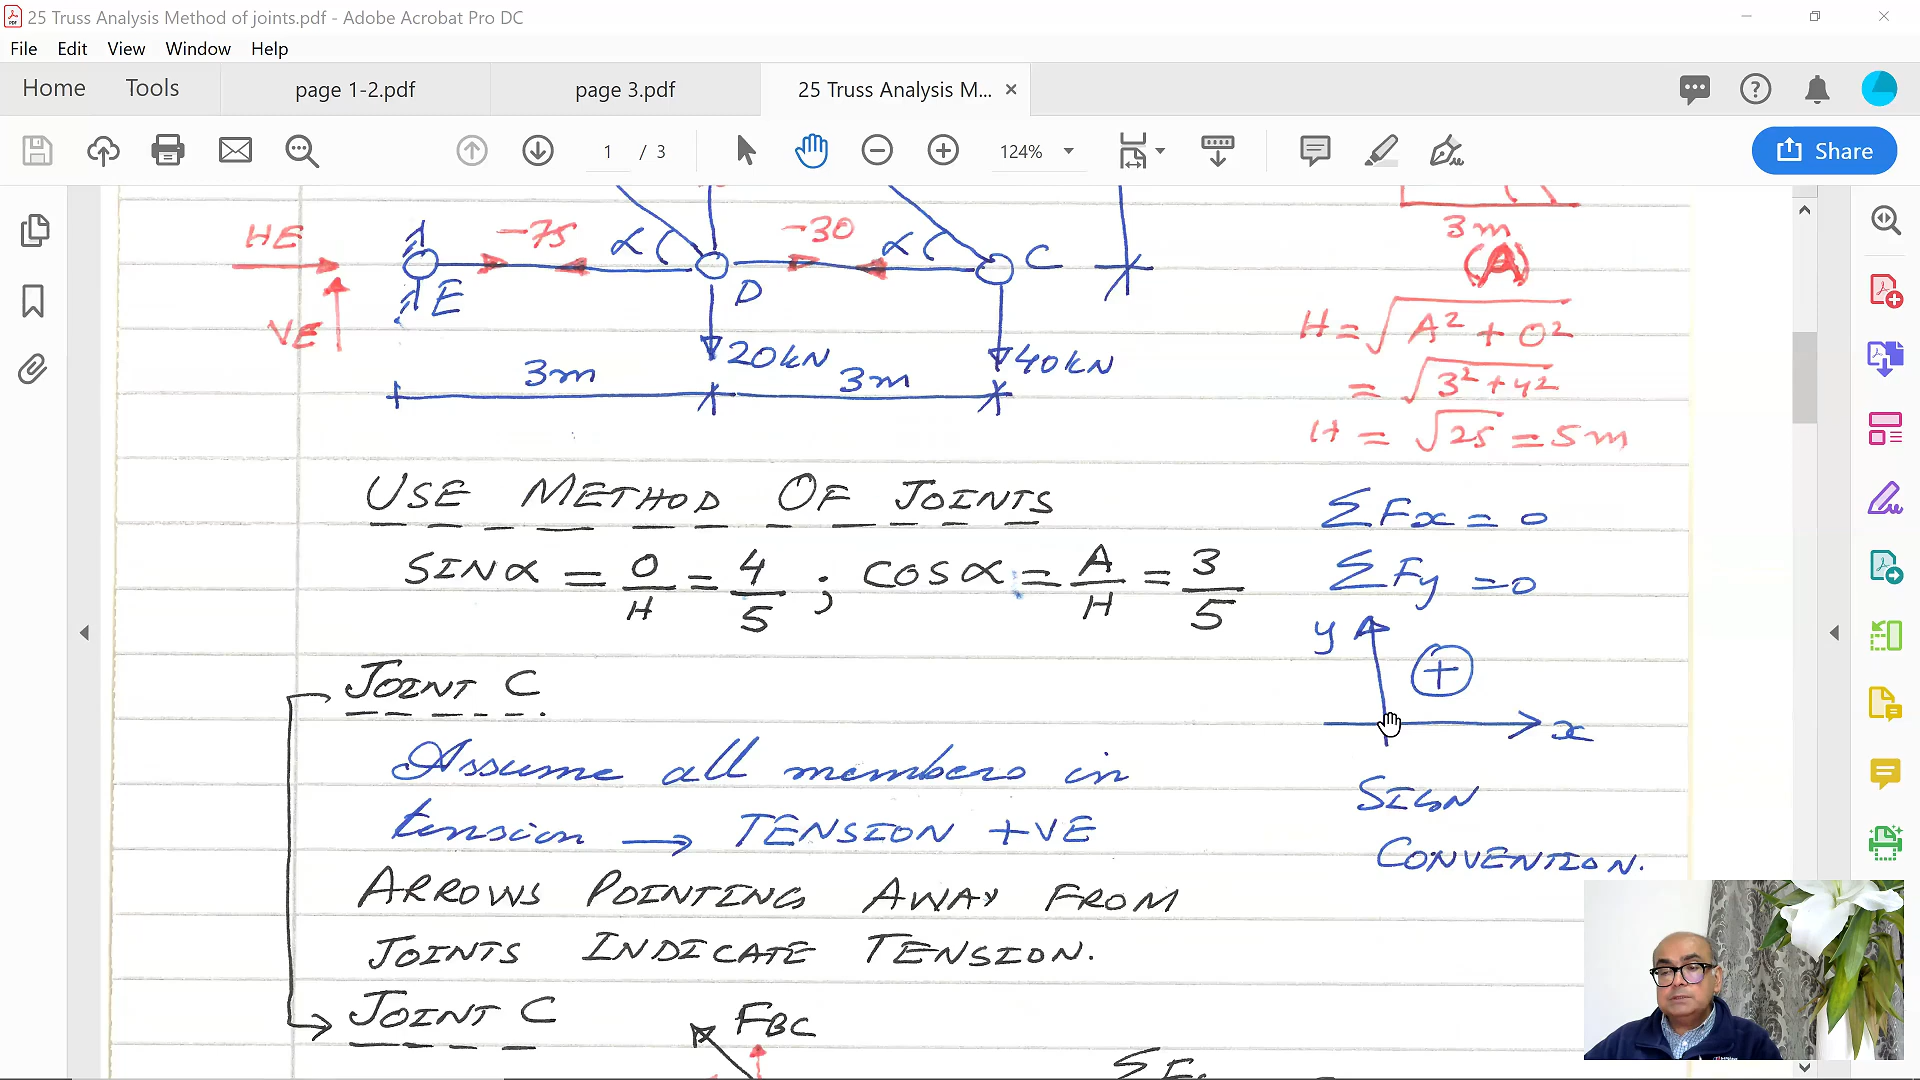 25 Truss Analysis Method of joints.pdf - Adobe Acrobat Pro DC
File Edit View Window Help
Home Tools page 1-2.pdf page 3.pdf 25 Truss Analysis M... ×
1 / 3 124% Share
3m
(A)
HE -75 α -30 α C
E D
VE
20kN 40kN
3m 3m
H = √A² + O²
= √3² + 4²
H = √25 = 5m
USE METHOD OF JOINTS
SINα = O/H = 4/5 ; COSα = A/H = 3/5
ΣFx = 0
ΣFy = 0
y +
x
SIGN
CONVENTION.
JOINT C
Assume all members in
tension → TENSION +VE
ARROWS POINTING AWAY FROM
JOINTS INDICATE TENSION.
JOINT C
FBC